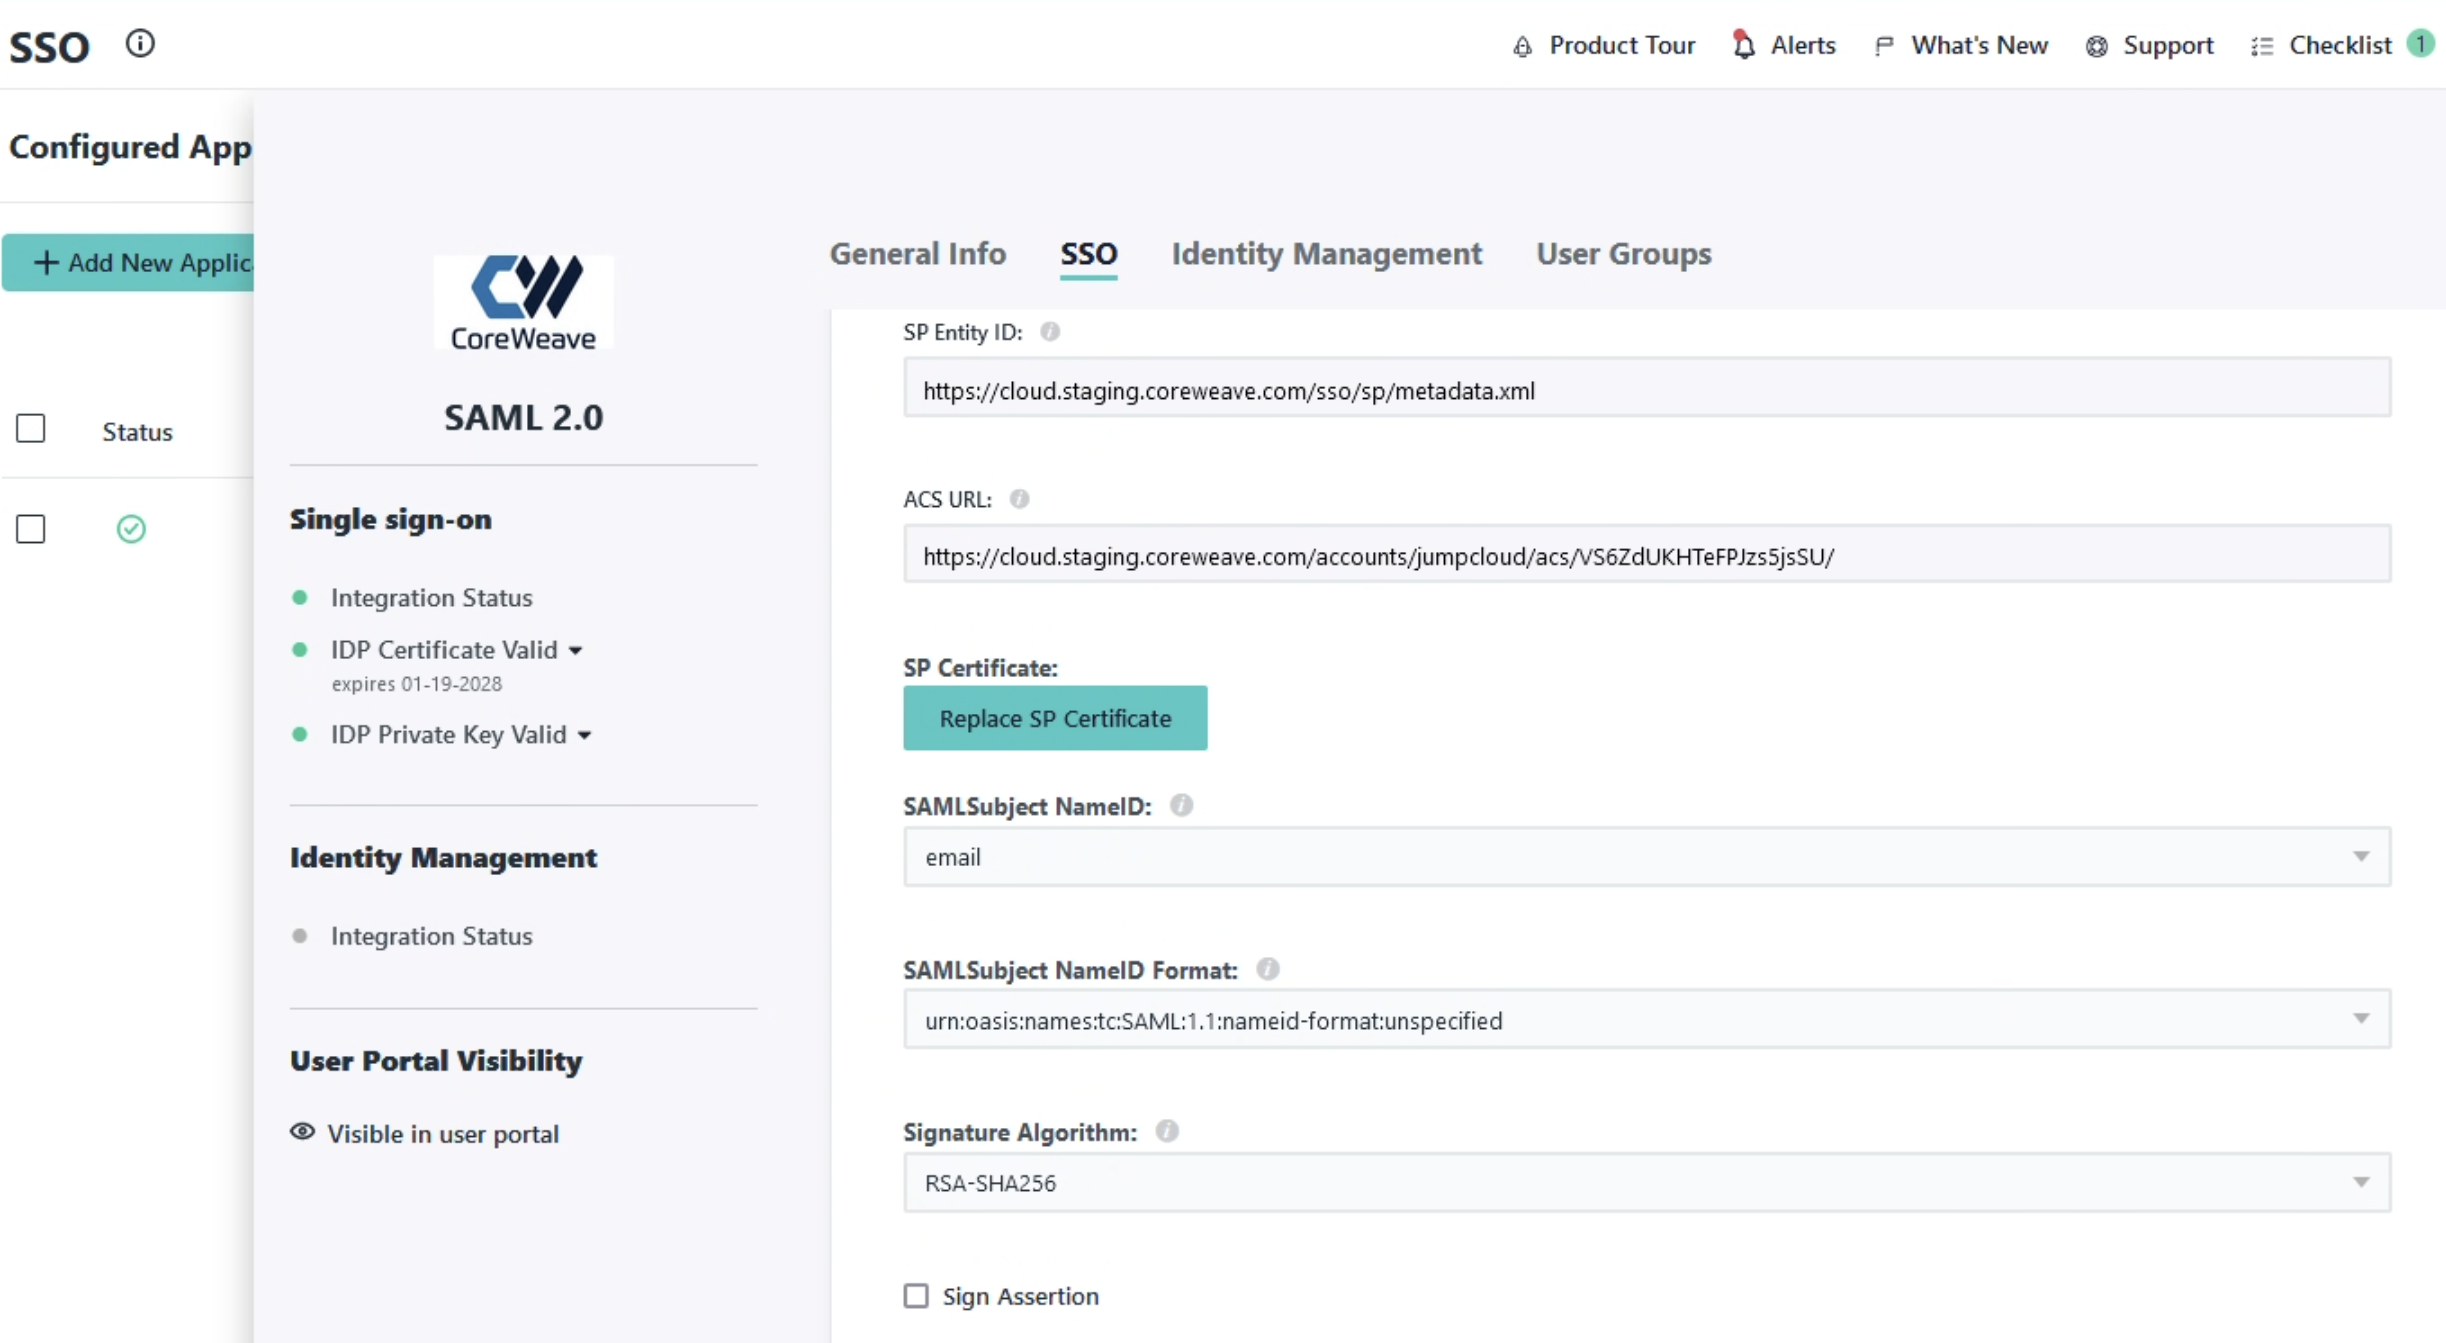 SSO
Product Tour
Alerts
What's New
Support
Checklist 1
Configured App
+ Add New Applic
Status
CW
CoreWeave
SAML 2.0
Single sign-on
Integration Status
IDP Certificate Valid
expires 01-19-2028
IDP Private Key Valid
Identity Management
Integration Status
User Portal Visibility
Visible in user portal
General Info
SSO
Identity Management
User Groups
SP Entity ID:
https://cloud.staging.coreweave.com/sso/sp/metadata.xml
ACS URL:
https://cloud.staging.coreweave.com/accounts/jumpcloud/acs/VS6ZdUKHTeFPJzs5jsSU/
SP Certificate:
Replace SP Certificate
SAMLSubject NameID:
email
SAMLSubject NameID Format:
urn:oasis:names:tc:SAML:1.1:nameid-format:unspecified
Signature Algorithm:
RSA-SHA256
Sign Assertion